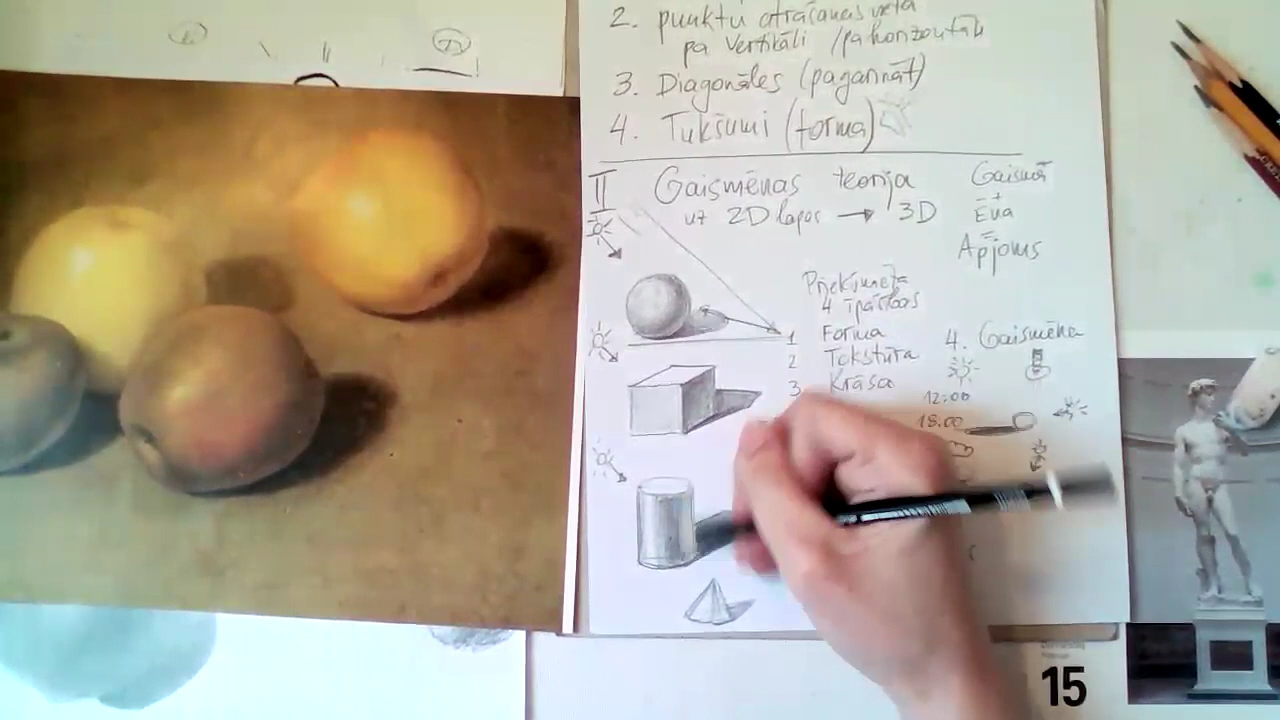 2. punktu atrašanās vieta
pa vertikāli / pa horizontāli
3. Diagonāles (pagarināt)
4. Tukšumi (forma)
II Gaismēnas teorija
uz 2D lapas → 3D
Gaisma
+
Ēna
=
Apjoms
Priekšmeta
4 īpašības
1 Forma
2 Tekstūra
3 Krāsa
4. Gaismēna
12:00
18:00
15